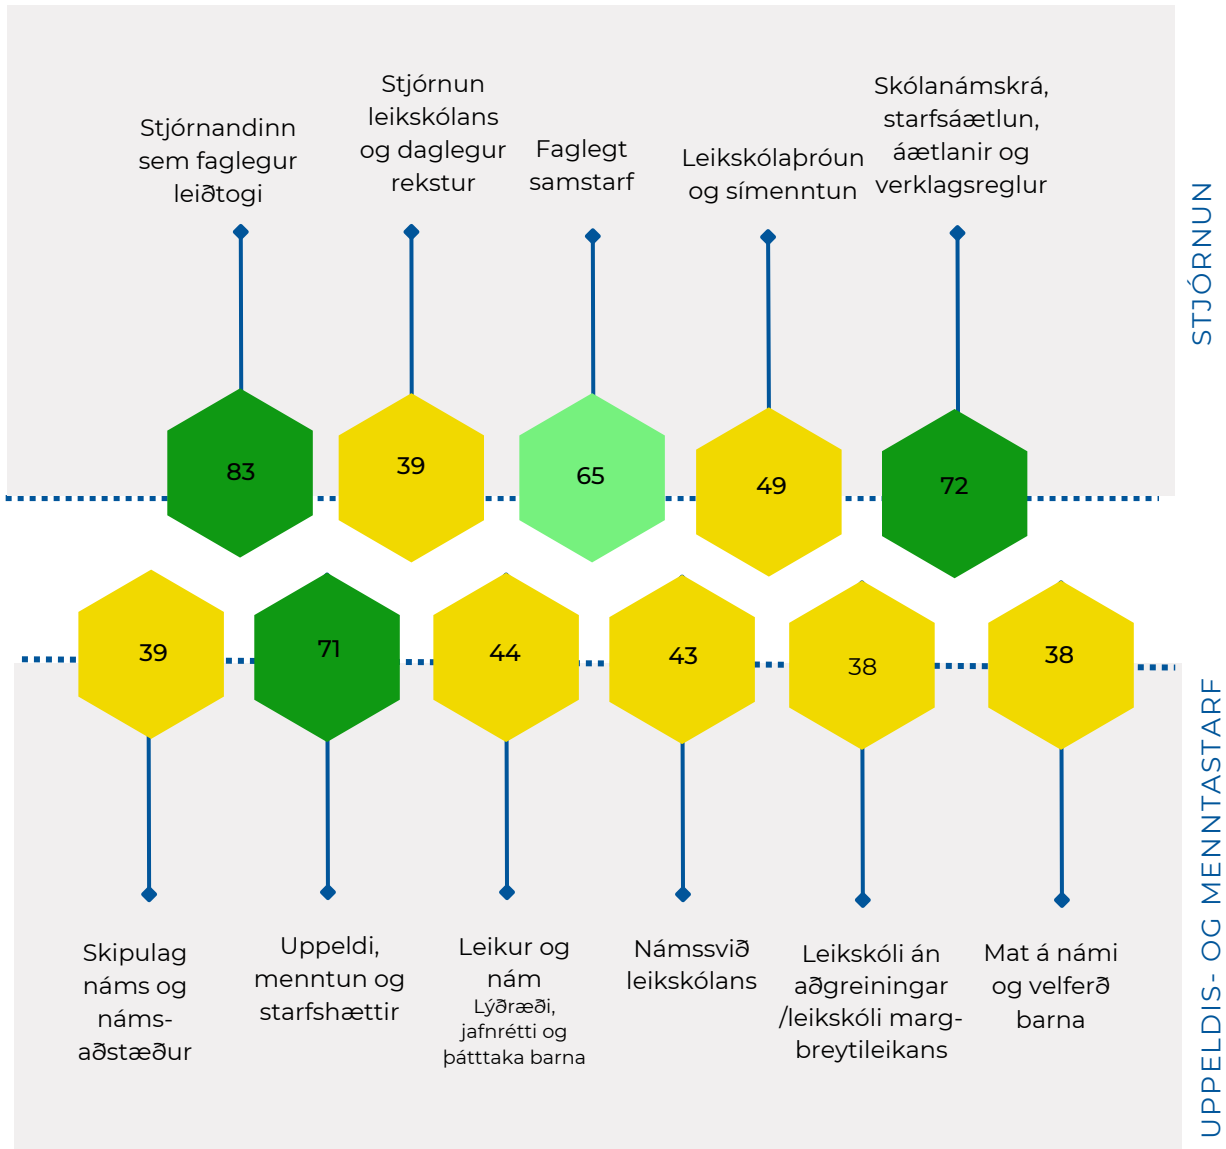 Stjórnandinn
sem faglegur
leiðtogi
Stjórnun
leikskólans
og daglegur
rekstur
Faglegt
samstarf
Leikskólaþróun
og símenntun
Skólanámskrá,
starfsáætlun,
áætlanir og
verklagsreglur
STJÓRNUN
83
39
65
49
72
39
71
44
43
38
38
Skipulag
náms og
náms-
aðstæður
Uppeldi,
menntun og
starfshættir
Leikur og
nám
Lýðræði,
jafnrétti og
þátttaka barna
Námssvið
leikskólans
Leikskóli án
aðgreiningar
/leikskóli marg-
breytileikans
Mat á námi
og velferð
barna
UPPELDIS- OG MENNTASTARF